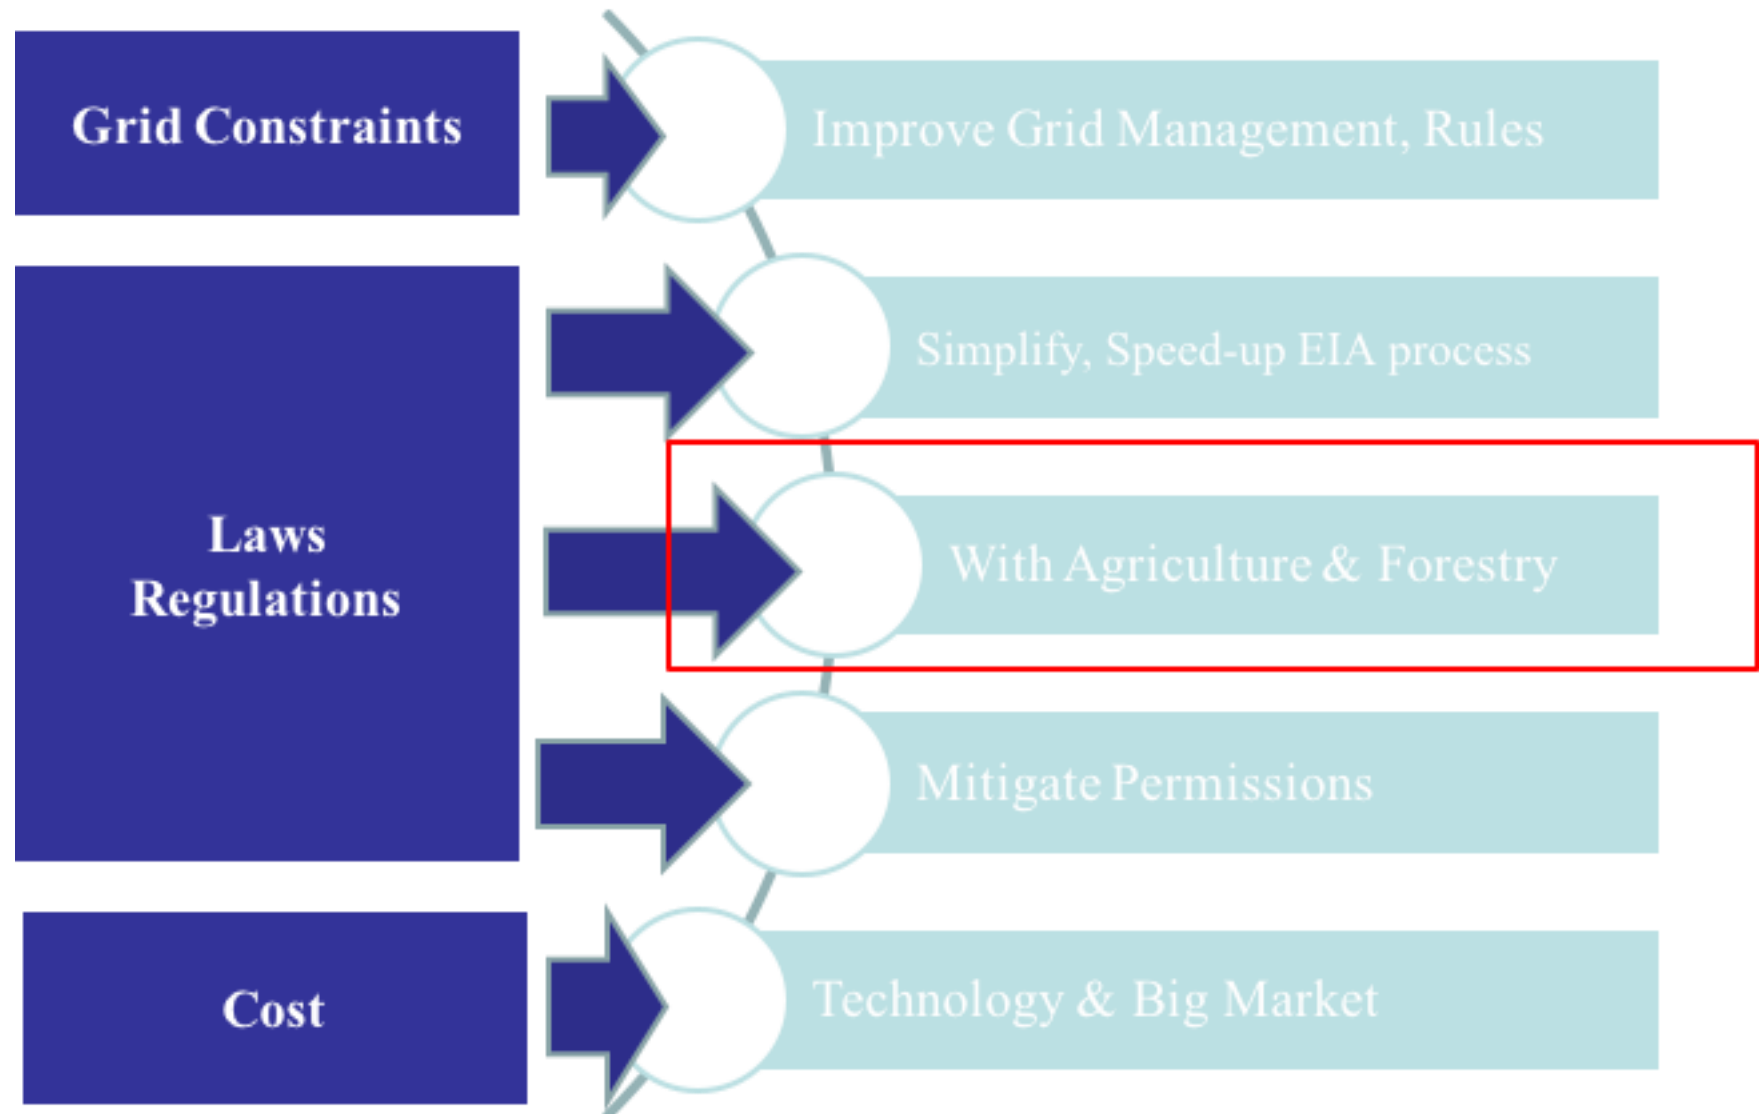 Grid Constraints
Improve Grid Management, Rules
Laws
Regulations
Simplify, Speed-up EIA process
With Agriculture & Forestry
Mitigate Permissions
Cost
Technology & Big Market